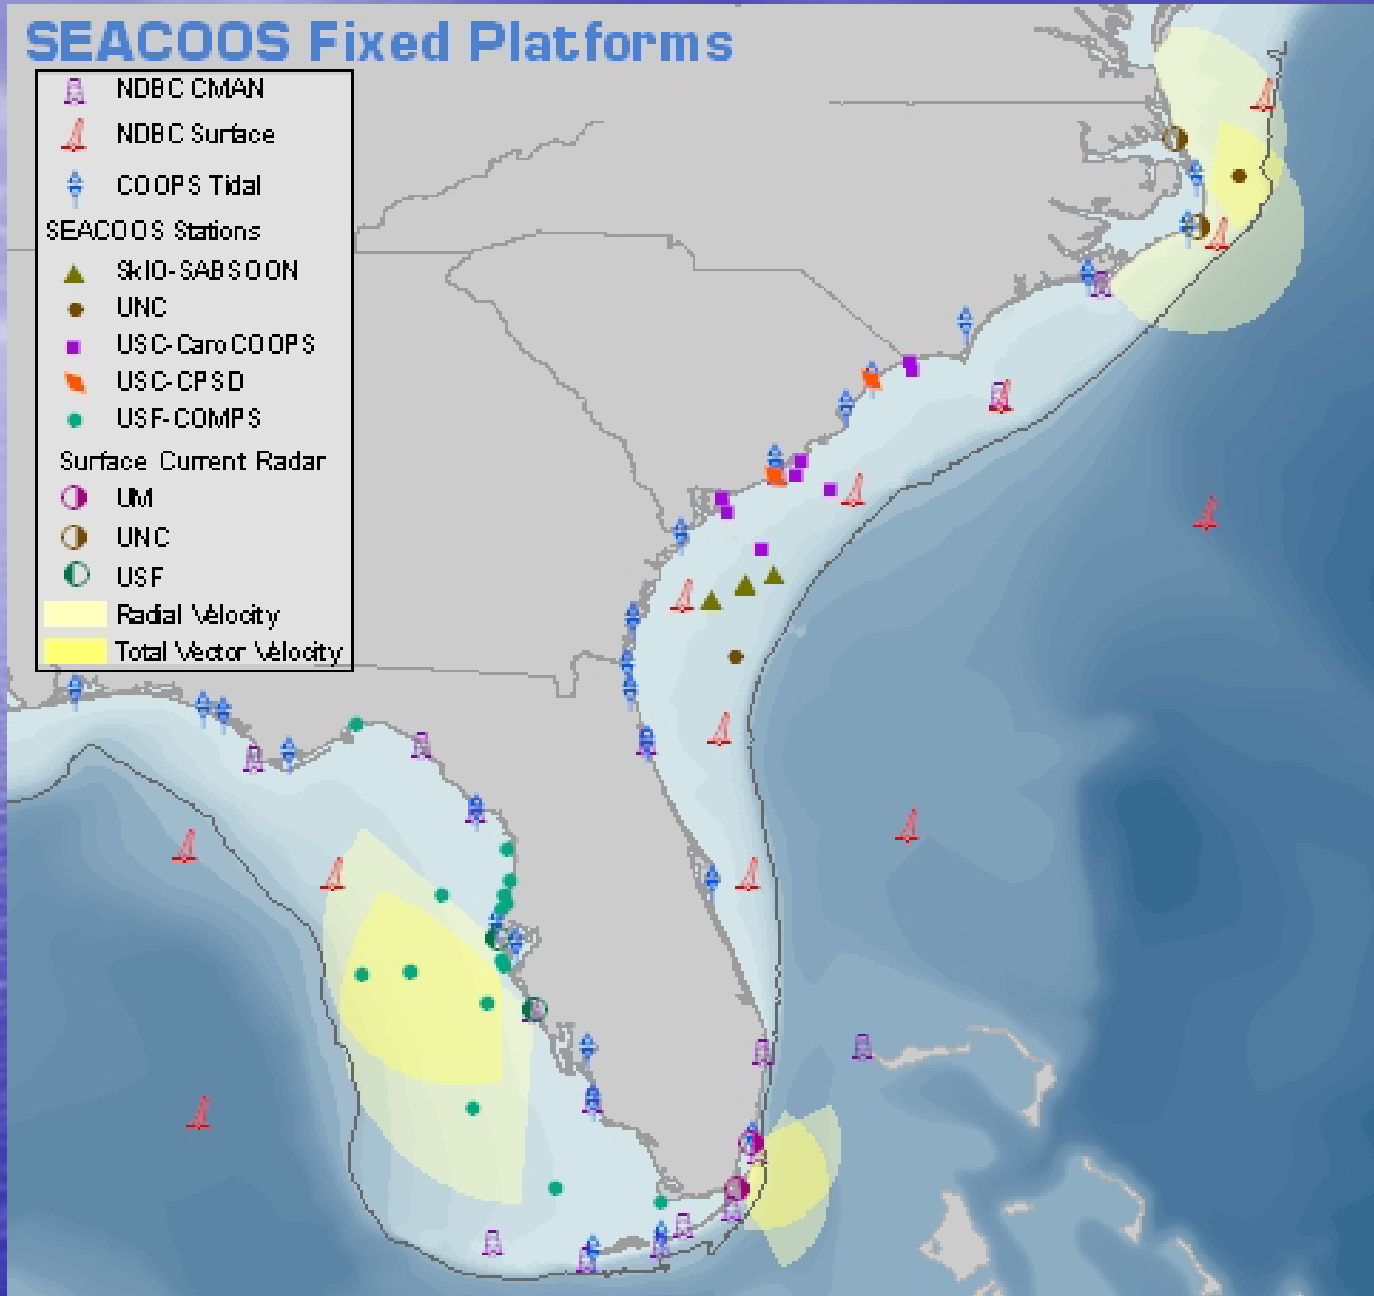 SEACOOS Fixed Platforms
NDBC CMAN
NDBC Surface
COOPS Tidal
SEACOOS Stations
SkIO-SABSOON
UNC
USC-CaroCOOPS
USC-CPSD
USF-COMPS
Surface Current Radar
UM
UNC
USF
Radial Velocity
Total Vector Velocity